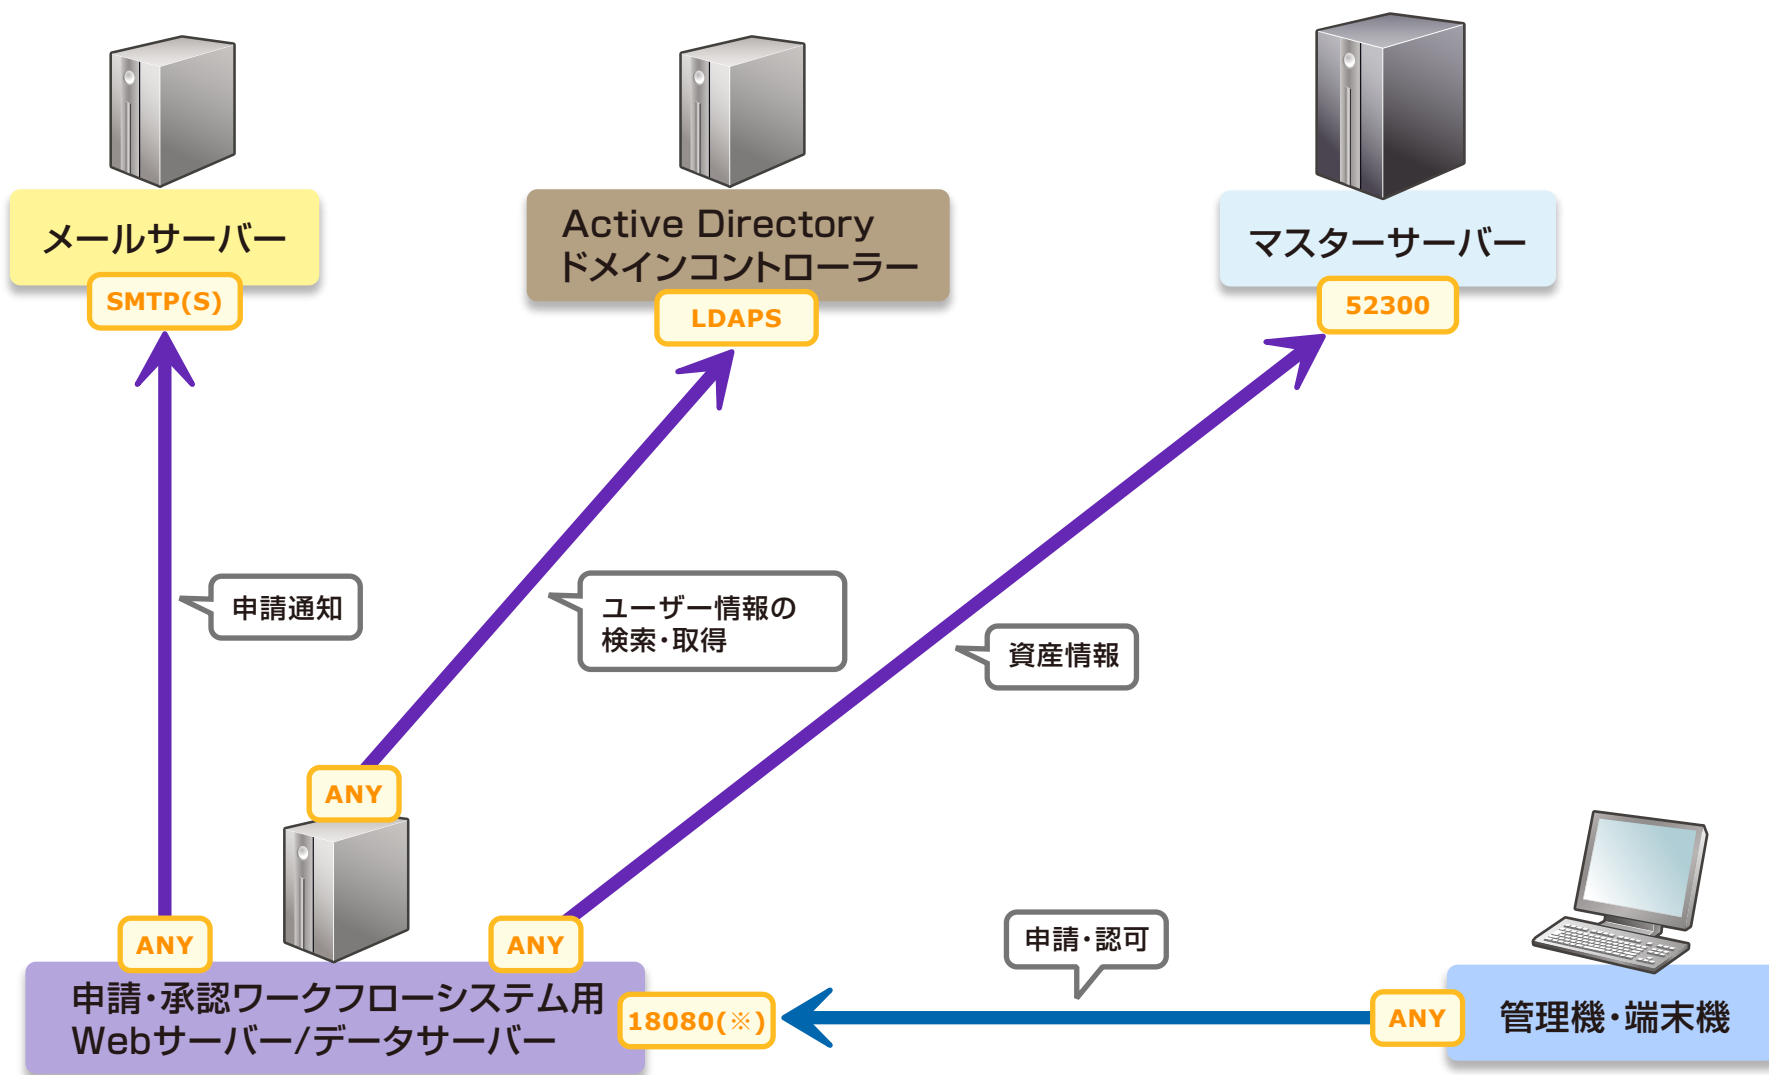 メールサーバー
SMTP(S)
Active Directory
ドメインコントローラー
LDAPS
マスターサーバー
52300
申請通知
ユーザー情報の
検索・取得
資産情報
ANY
ANY
ANY
申請・認可
申請・承認ワークフローシステム用
Webサーバー/データサーバー
18080(※)
ANY
管理機・端末機